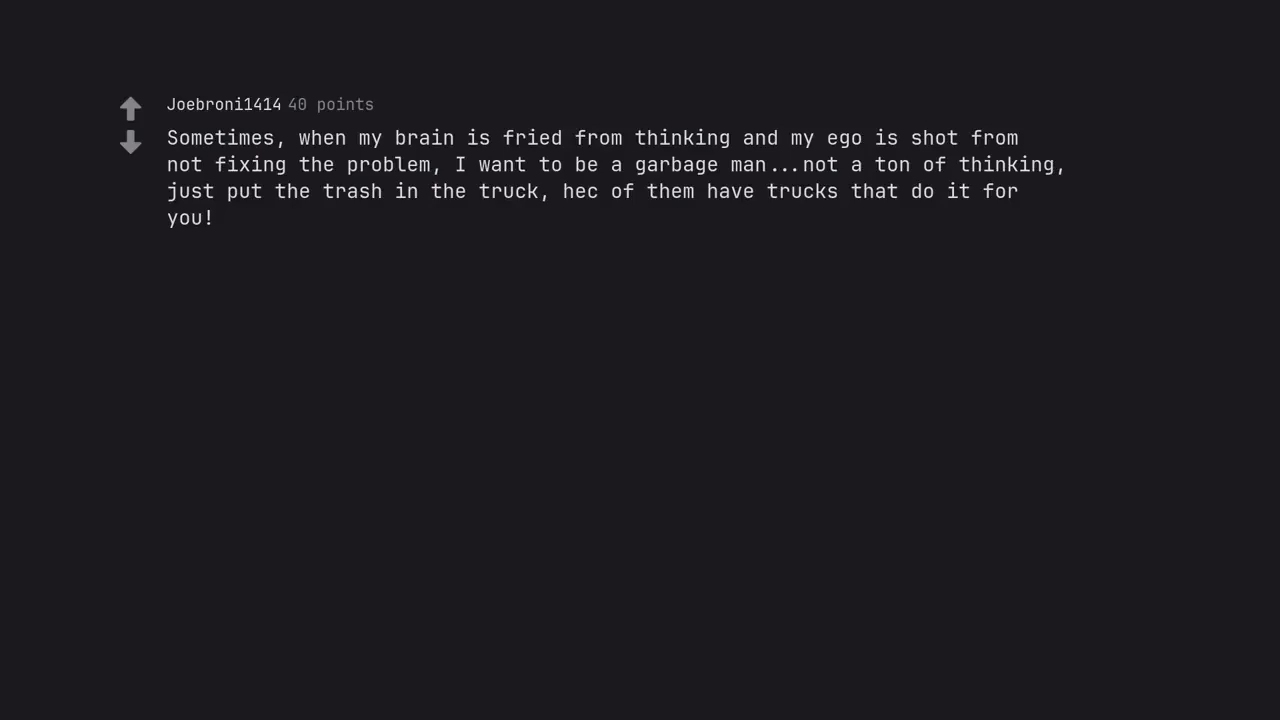 Joebroni1414 40 points
Sometimes, when my brain is fried from thinking and my ego is shot from
not fixing the problem, I want to be a garbage man...not a ton of thinking,
just put the trash in the truck, hec of them have trucks that do it for
you!